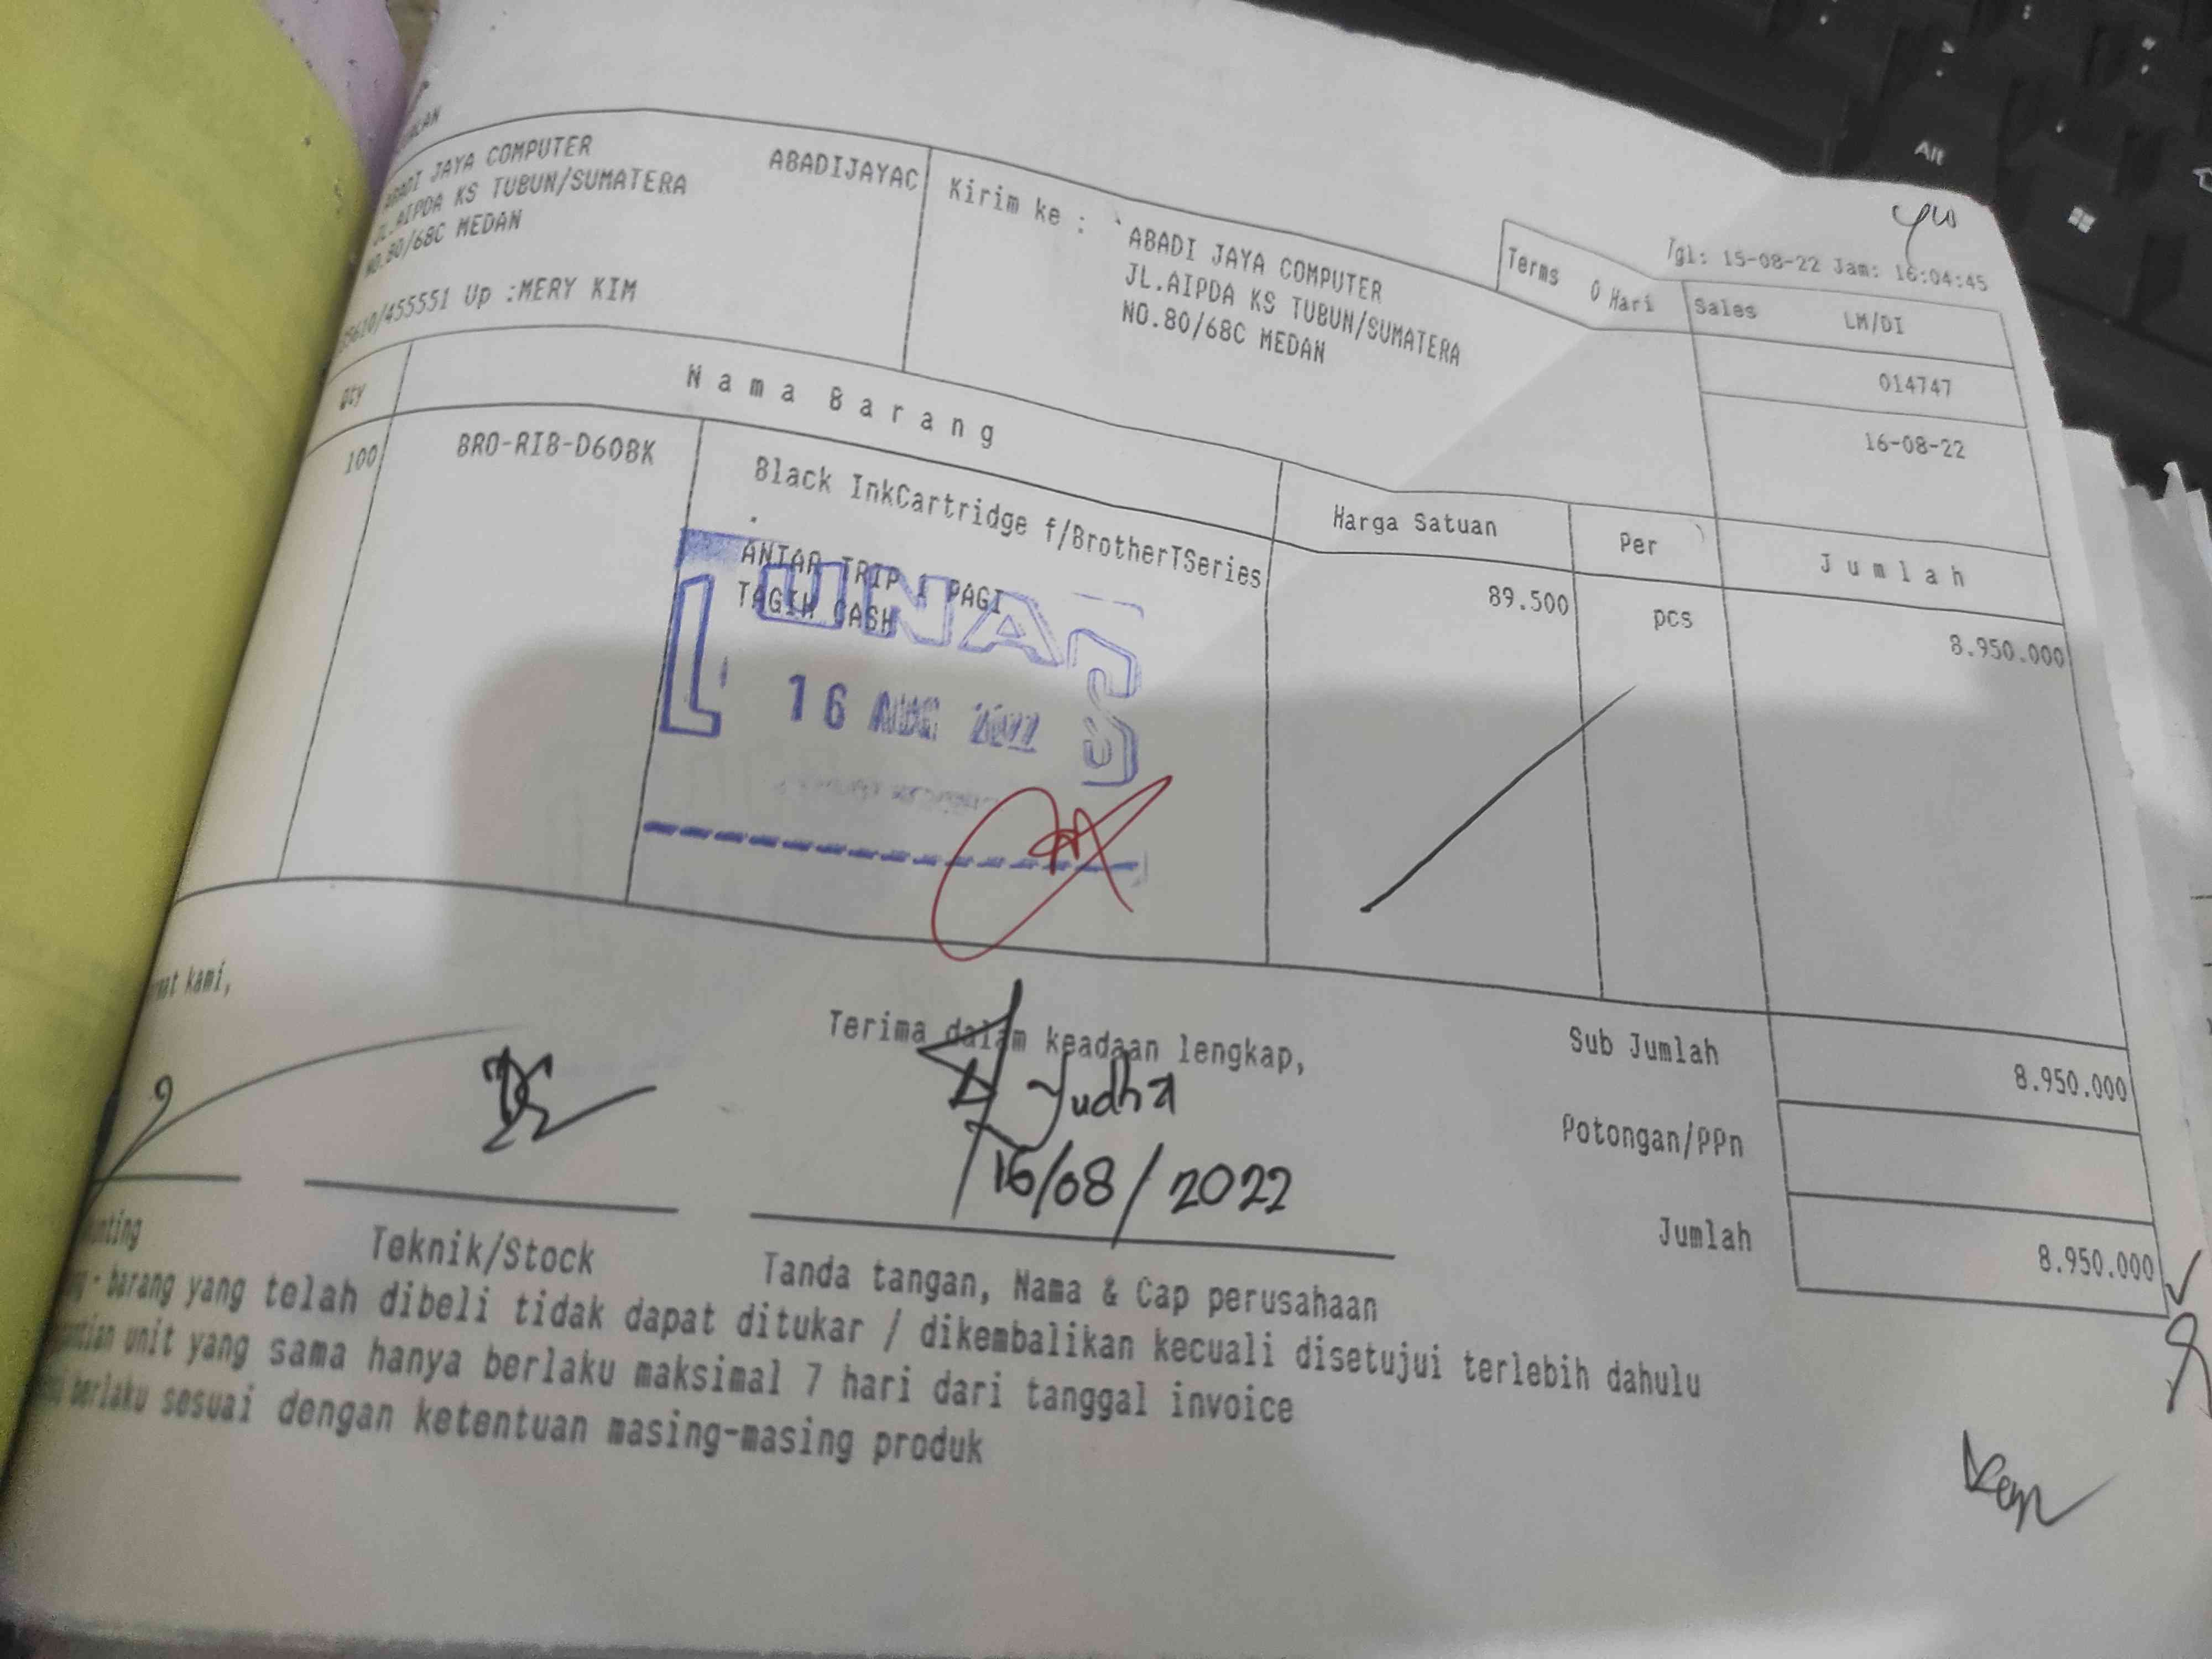 ABADI JAYA COMPUTER ABADIJAYAC
JL.AIPDA KS TUBUN/SUMATERA
NO.80/68C MEDAN
/455551 Up :MERY KIM
Kirim ke : ABADI JAYA COMPUTER
JL.AIPDA KS TUBUN/SUMATERA
NO.80/68C MEDAN
Tgl: 15-08-22 Jam: 16:04:45
Terms 0 Hari Sales LM/DI
014747
16-08-22
Qty Nama Barang Harga Satuan Per Jumlah
100 BRO-RIB-D60BK Black InkCartridge f/BrotherTSeries 89.500 pcs 8.950.000
.
ANTAR TRIP 1 PAGI
TAGIH CASH
LUNAS
16 AUG 2022
kami,
Terima dalam keadaan lengkap,
Yudha
16/08/2022
Sub Jumlah 8.950.000
Potongan/PPn
Jumlah 8.950.000
Teknik/Stock
Tanda tangan, Nama & Cap perusahaan
- barang yang telah dibeli tidak dapat ditukar / dikembalikan kecuali disetujui terlebih dahulu
unit yang sama hanya berlaku maksimal 7 hari dari tanggal invoice
berlaku sesuai dengan ketentuan masing-masing produk
Alt